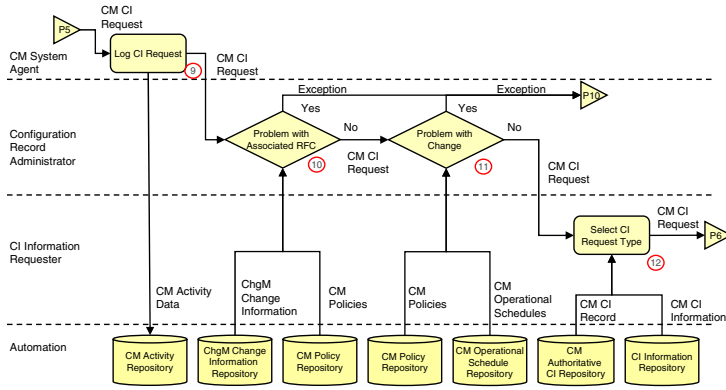 CM CI
Request
P5
Log CI Request
9
CM System
Agent
CM CI
Request
Exception
Exception
P10
Yes
Yes
Configuration
Record
Administrator
Problem with
Associated RFC
10
No
CM CI
Request
Problem with
Change
11
No
CM CI
Request
CI Information
Requester
Select CI
Request Type
12
CM CI
Request
P6
CM Activity
Data
ChgM
Change
Information
CM
Policies
CM
Policies
CM
Operational
Schedules
CM CI
Record
CM CI
Information
Automation
CM Activity
Repository
ChgM Change
Information
Repository
CM Policy
Repository
CM Policy
Repository
CM Operational
Schedule
Repository
CM
Authoritative
CI Repository
CI Information
Repository